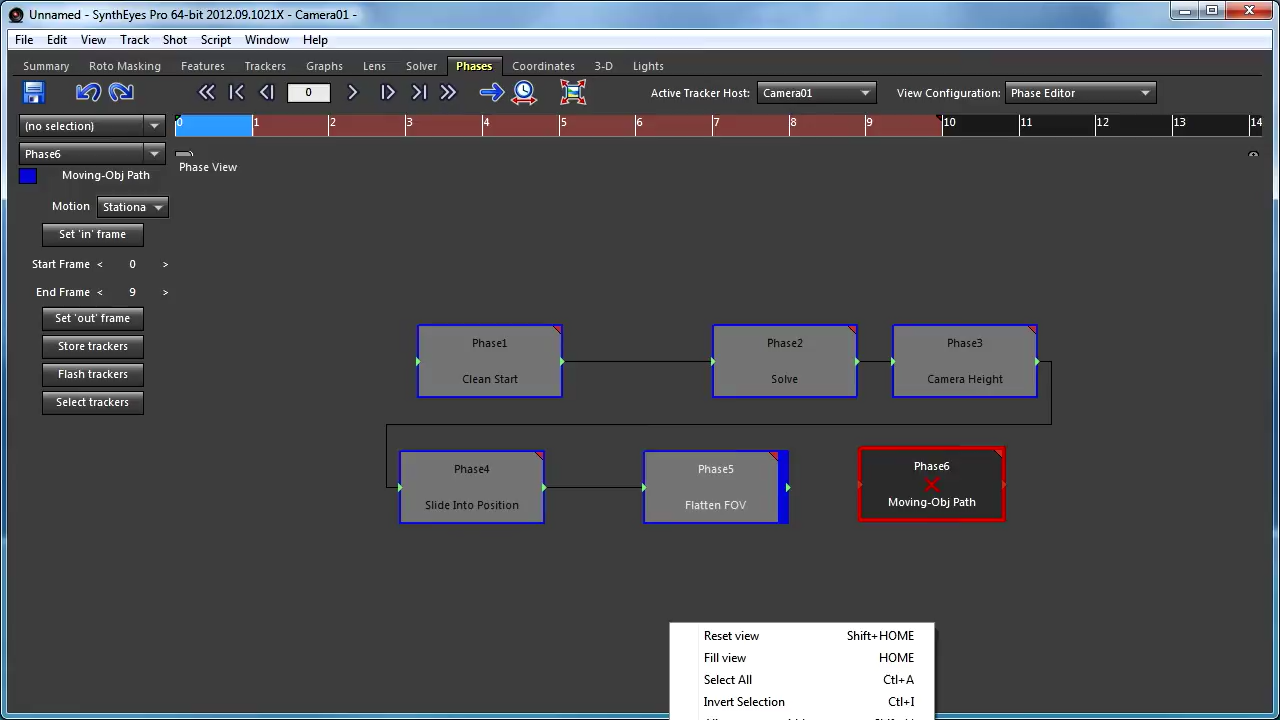 Unnamed - SynthEyes Pro 64-bit 2012.09.1021X - Camera01 -
File Edit View Track Shot Script Window Help
Summary Roto Masking Features Trackers Graphs Lens Solver Phases Coordinates 3-D Lights
0 Active Tracker Host: Camera01 View Configuration: Phase Editor
(no selection) 0 1 2 3 4 5 6 7 8 9 10 11 12 13 14
Phase6
Phase View
Moving-Obj Path
Motion Stationa
Set 'in' frame
Start Frame < 0 >
End Frame < 9 >
Set 'out' frame
Store trackers
Flash trackers
Select trackers
Phase1 Phase2 Phase3
Clean Start Solve Camera Height
Phase4 Phase5 Phase6
Slide Into Position Flatten FOV Moving-Obj Path
Reset view Shift+HOME
Fill view HOME
Select All Ctl+A
Invert Selection Ctl+I